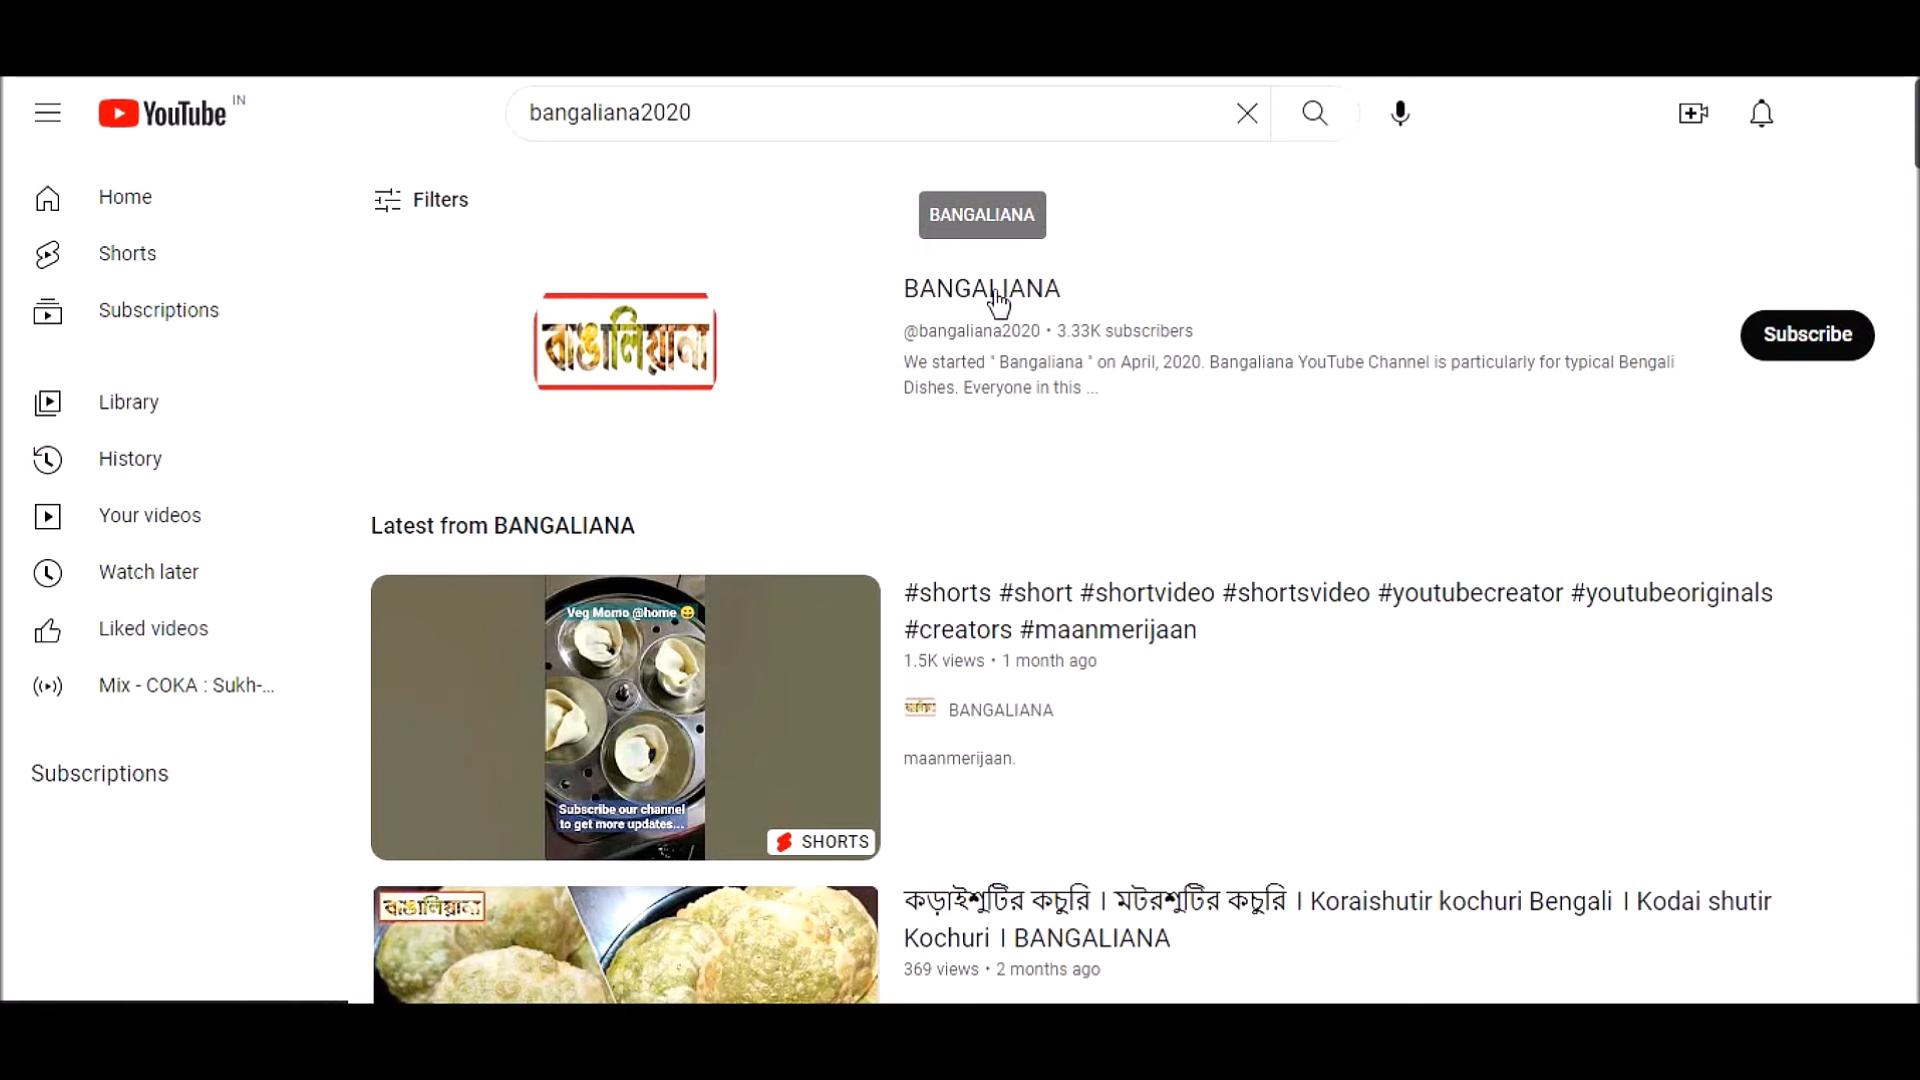 YouTube IN
bangaliana2020
Home
Shorts
Subscriptions
Library
History
Your videos
Watch later
Liked videos
Mix - COKA : Sukh-...
Subscriptions
Filters
BANGALIANA
বাঙালিয়ানা
BANGALIANA
@bangaliana2020 • 3.33K subscribers
We started " Bangaliana " on April, 2020. Bangaliana YouTube Channel is particularly for typical Bengali
Dishes. Everyone in this ...
Subscribe
Latest from BANGALIANA
Veg Momo @home
Subscribe our channel
to get more updates...
SHORTS
#shorts #short #shortvideo #shortsvideo #youtubecreator #youtubeoriginals
#creators #maanmerijaan
1.5K views • 1 month ago
বাঙালিয়ানা BANGALIANA
maanmerijaan.
বাঙালিয়ানা
কড়াইশুটির কচুরি । মটরশুটির কচুরি । Koraishutir kochuri Bengali । Kodai shutir
Kochuri । BANGALIANA
369 views • 2 months ago